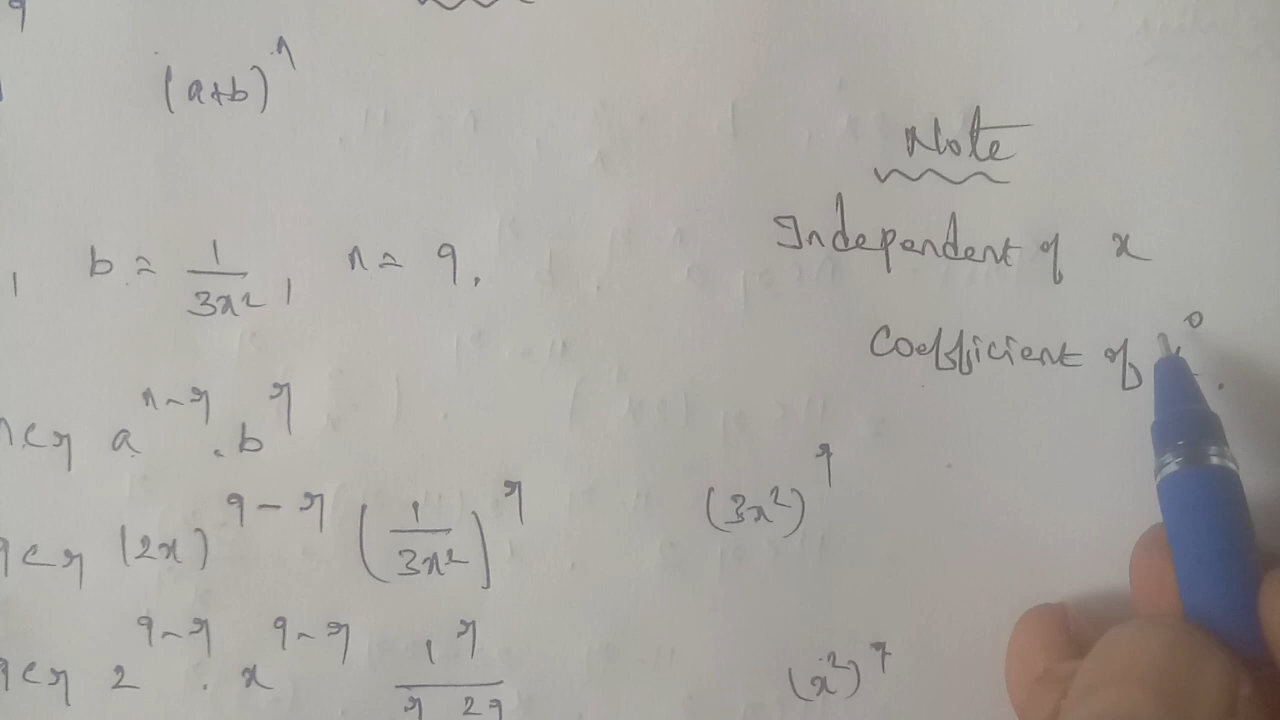 (a+b)^n
Note
Independent of x
b = 1/3x², n = 9.
Coefficient of x⁰.
ncr a^(n-r) . b^r
9cr (2x)^(9-r) (1/3x²)^r
(3x²)^r
9cr 2^(9-r) . x^(9-r) 1^r
(x²)^r